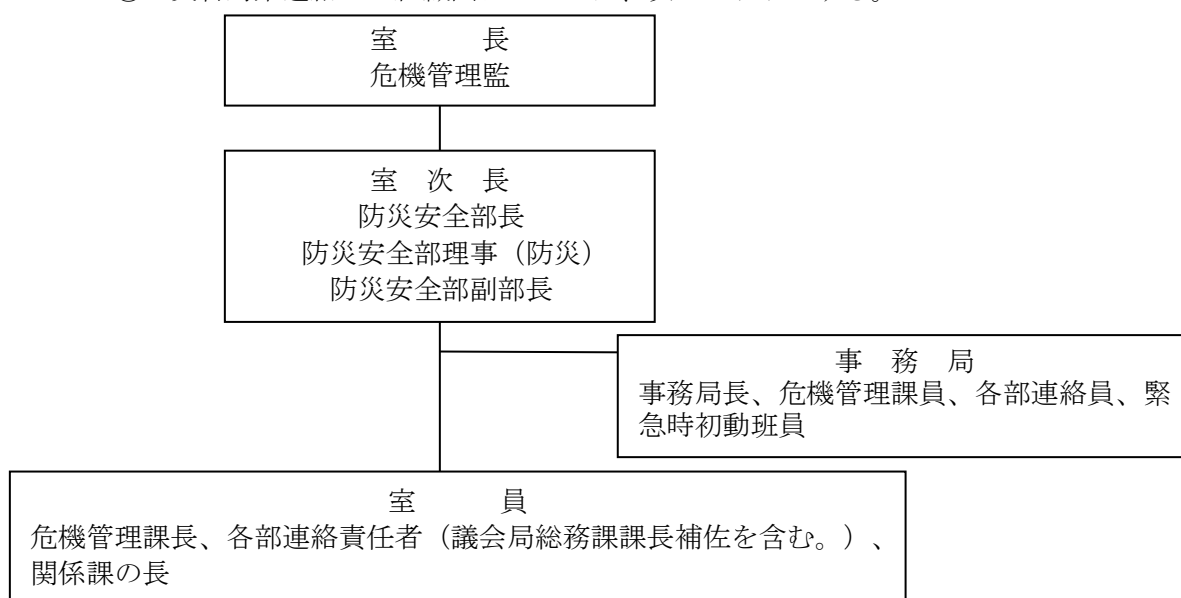 室　　　長
危機管理監
室　次　長
防災安全部長
防災安全部理事（防災）
防災安全部副部長
事　務　局
事務局長、危機管理課員、各部連絡員、緊
急時初動班員
室　　　員
危機管理課長、各部連絡責任者（議会局総務課課長補佐を含む。）、
関係課の長